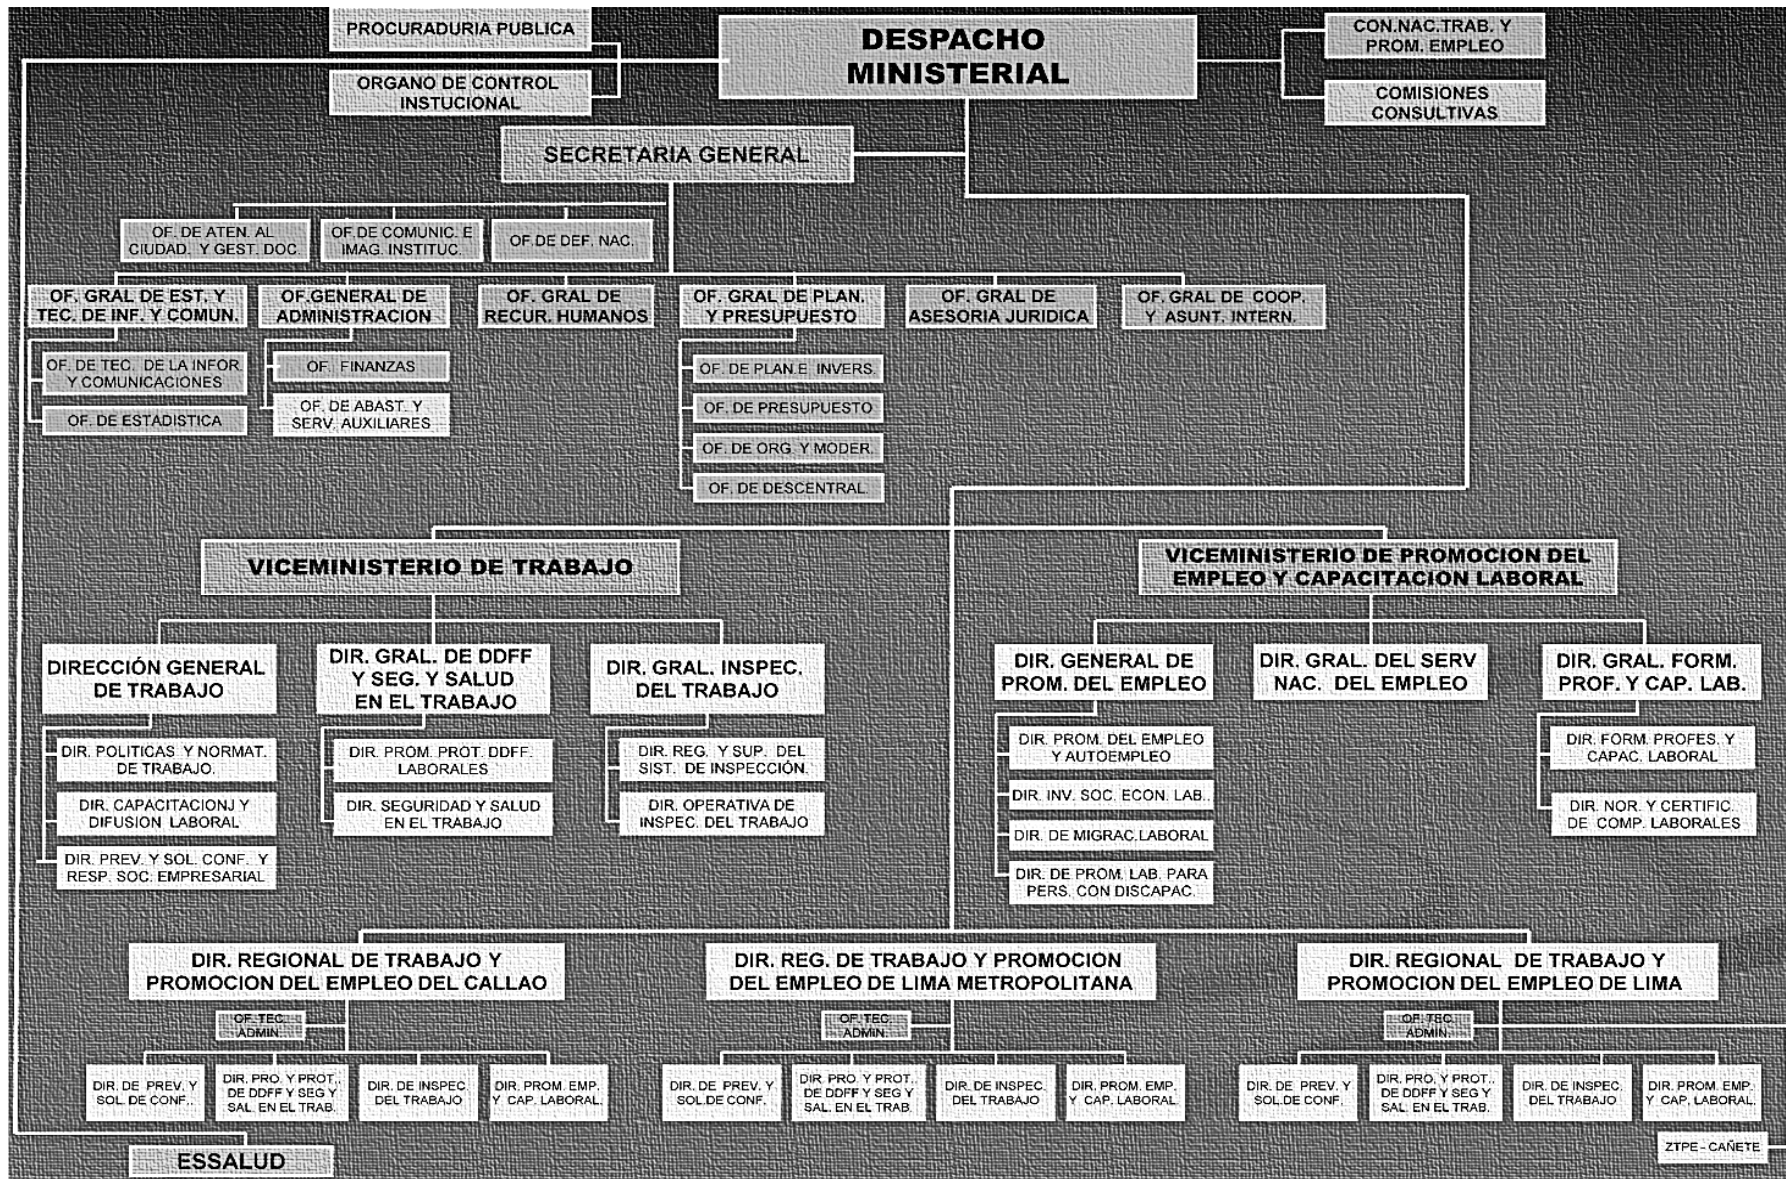 PROCURADURIA PUBLICA
DESPACHO
MINISTERIAL
CON.NAC.TRAB. Y
PROM. EMPLEO
ORGANO DE CONTROL
INSTUCIONAL
COMISIONES
CONSULTIVAS
SECRETARIA GENERAL
OF. DE ATEN. AL
CIUDAD. Y GEST. DOC.
OF.DE COMUNIC. E
IMAG. INSTITUC.
OF.DE DEF. NAC.
OF. GRAL DE EST. Y
TEC. DE INF. Y COMUN.
OF.GENERAL DE
ADMINISTRACION
OF. GRAL DE
RECUR. HUMANOS
OF. GRAL DE PLAN.
Y PRESUPUESTO
OF. GRAL DE
ASESORIA JURIDICA
OF. GRAL DE COOP.
Y ASUNT. INTERN.
OF. DE TEC. DE LA INFOR.
Y COMUNICACIONES
OF. DE ESTADISTICA
OF. FINANZAS
OF. DE ABAST. Y
SERV. AUXILIARES
OF. DE PLAN.E INVERS.
OF. DE PRESUPUESTO
OF. DE ORG. Y MODER.
OF. DE DESCENTRAL.
VICEMINISTERIO DE TRABAJO
VICEMINISTERIO DE PROMOCION DEL
EMPLEO Y CAPACITACION LABORAL
DIRECCIÓN GENERAL
DE TRABAJO
DIR. GRAL. DE DDFF
Y SEG. Y SALUD
EN EL TRABAJO
DIR. GRAL. INSPEC.
DEL TRABAJO
DIR. GENERAL DE
PROM. DEL EMPLEO
DIR. GRAL. DEL SERV
NAC. DEL EMPLEO
DIR. GRAL. FORM.
PROF. Y CAP. LAB.
DIR. POLITICAS Y NORMAT.
DE TRABAJO.
DIR. CAPACITACIONJ Y
DIFUSION LABORAL
DIR. PREV. Y SOL. CONF. Y
RESP. SOC. EMPRESARIAL
DIR. PROM. PROT. DDFF.
LABORALES
DIR. SEGURIDAD Y SALUD
EN EL TRABAJO
DIR. REG. Y SUP. DEL
SIST. DE INSPECCIÓN.
DIR. OPERATIVA DE
INSPEC. DEL TRABAJO
DIR. PROM. DEL EMPLEO
Y AUTOEMPLEO
DIR. INV. SOC. ECON. LAB..
DIR. DE MIGRAC.LABORAL
DIR. DE PROM. LAB. PARA
PERS. CON DISCAPAC.
DIR. FORM. PROFES. Y
CAPAC. LABORAL
DIR. NOR. Y CERTIFIC.
DE COMP. LABORALES
DIR. REGIONAL DE TRABAJO Y
PROMOCION DEL EMPLEO DEL CALLAO
DIR. REG. DE TRABAJO Y PROMOCION
DEL EMPLEO DE LIMA METROPOLITANA
DIR. REGIONAL DE TRABAJO Y
PROMOCION DEL EMPLEO DE LIMA
OF. TEC.
ADMIN.
OF. TEC.
ADMIN.
OF. TEC.
ADMIN.
DIR. DE PREV. Y
SOL. DE CONF..
DIR. PRO. Y PROT..
DE DDFF Y SEG Y
SAL. EN EL TRAB.
DIR. DE INSPEC.
DEL TRABAJO
DIR. PROM. EMP.
Y CAP. LABORAL.
DIR. DE PREV. Y
SOL.DE CONF.
DIR. PRO. Y PROT..
DE DDFF Y SEG Y
SAL. EN EL TRAB.
DIR. DE INSPEC.
DEL TRABAJO
DIR. PROM. EMP.
Y CAP. LABORAL.
DIR. DE PREV. Y
SOL.DE CONF.
DIR. PRO. Y PROT..
DE DDFF Y SEG Y
SAL. EN EL TRAB.
DIR. DE INSPEC.
DEL TRABAJO
DIR. PROM. EMP.
Y CAP. LABORAL.
ESSALUD
ZTPE - CAÑETE